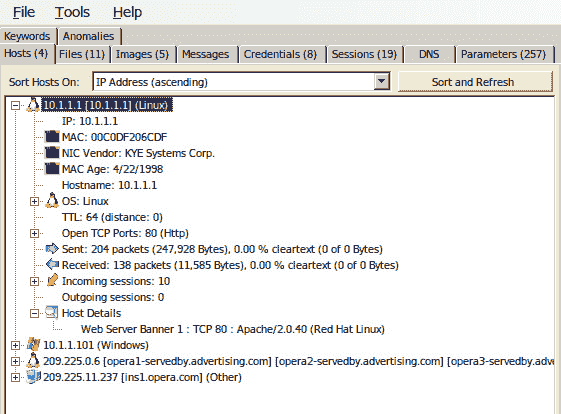 File Tools Help
Keywords Anomalies
Hosts (4) Files (11) Images (5) Messages Credentials (8) Sessions (19) DNS Parameters (257)
Sort Hosts On: IP Address (ascending) Sort and Refresh
10.1.1.1 [10.1.1.1] (Linux)
IP: 10.1.1.1
MAC: 00C0DF206CDF
NIC Vendor: KYE Systems Corp.
MAC Age: 4/22/1998
Hostname: 10.1.1.1
OS: Linux
TTL: 64 (distance: 0)
Open TCP Ports: 80 (Http)
Sent: 204 packets (247,928 Bytes), 0.00 % cleartext (0 of 0 Bytes)
Received: 138 packets (11,585 Bytes), 0.00 % cleartext (0 of 0 Bytes)
Incoming sessions: 10
Outgoing sessions: 0
Host Details
Web Server Banner 1 : TCP 80 : Apache/2.0.40 (Red Hat Linux)
10.1.1.101 (Windows)
209.225.0.6 [opera1-servedby.advertising.com] [opera2-servedby.advertising.com] [opera3-servedby.adve
209.225.11.237 [ins1.opera.com] (Other)